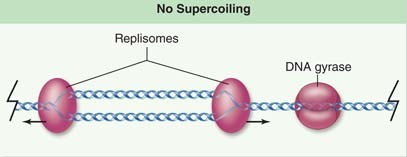 No Supercoiling
Replisomes
DNA gyrase